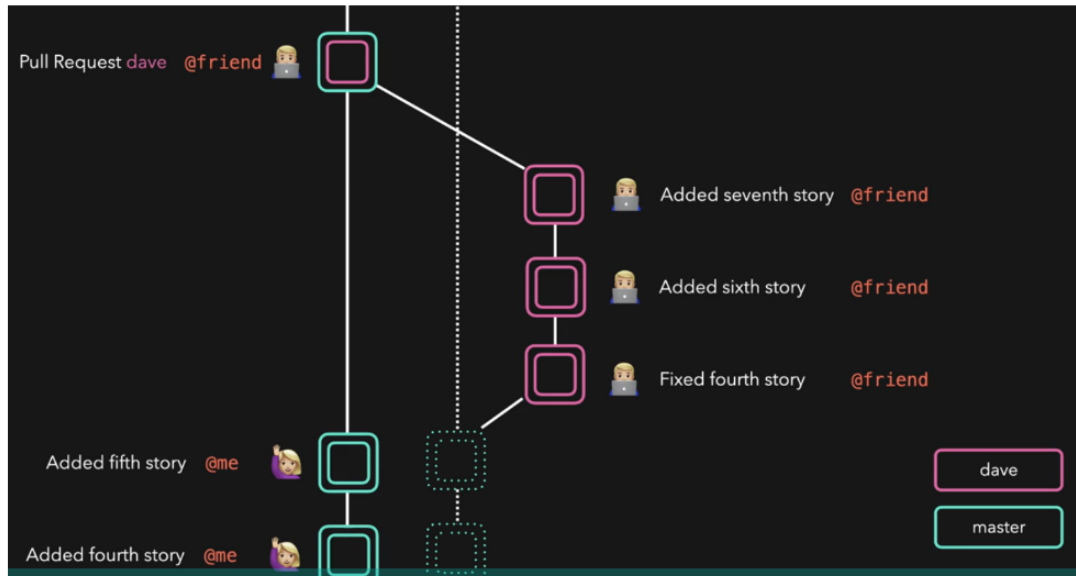 Pull Request dave @friend
Added seventh story @friend
Added sixth story @friend
Fixed fourth story @friend
Added fifth story @me
dave
master
Added fourth story @me